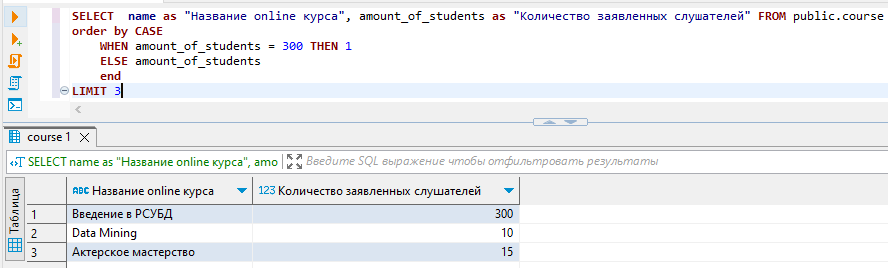 SELECT name as "Название online курса", amount_of_students as "Количество заявленных слушателей" FROM public.course
order by CASE
WHEN amount_of_students = 300 THEN 1
ELSE amount_of_students
end
LIMIT 3
course 1
SELECT name as "Название online курса", amo
Введите SQL выражение чтобы отфильтровать результаты
Таблица
ABC Название online курса 123 Количество заявленных слушателей
1 Введение в РСУБД 300
2 Data Mining 10
3 Актерское мастерство 15